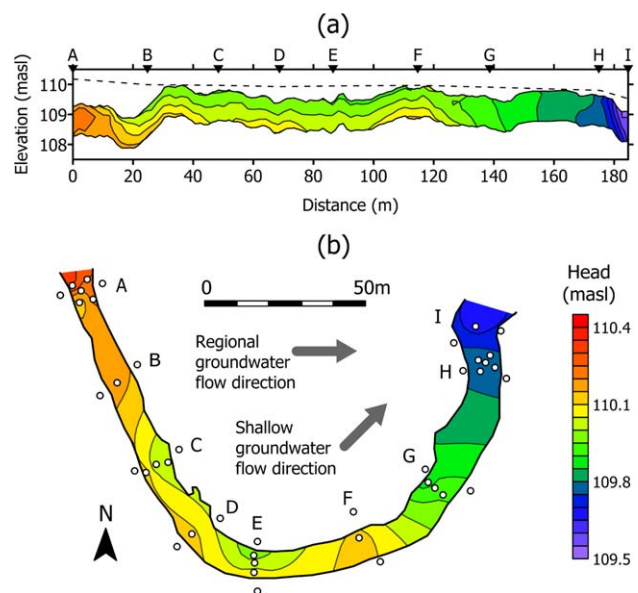 (a)
A B C D E F G H I
Elevation (masl)
110
109
108
0 20 40 60 80 100 120 140 160 180
Distance (m)
(b)
A
0 50m
Head
(masl)
110.4
110.1
109.8
109.5
I
Regional
groundwater
flow direction
B
H
Shallow
groundwater
flow direction
C
G
D
E
F
N